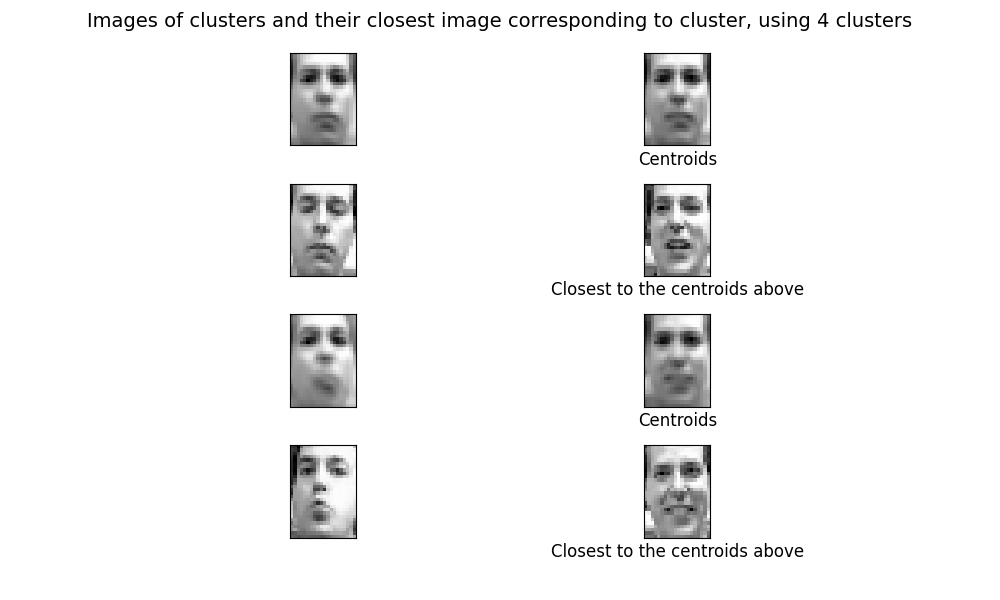 Images of clusters and their closest image corresponding to cluster, using 4 clusters
Centroids
Closest to the centroids above
Centroids
Closest to the centroids above